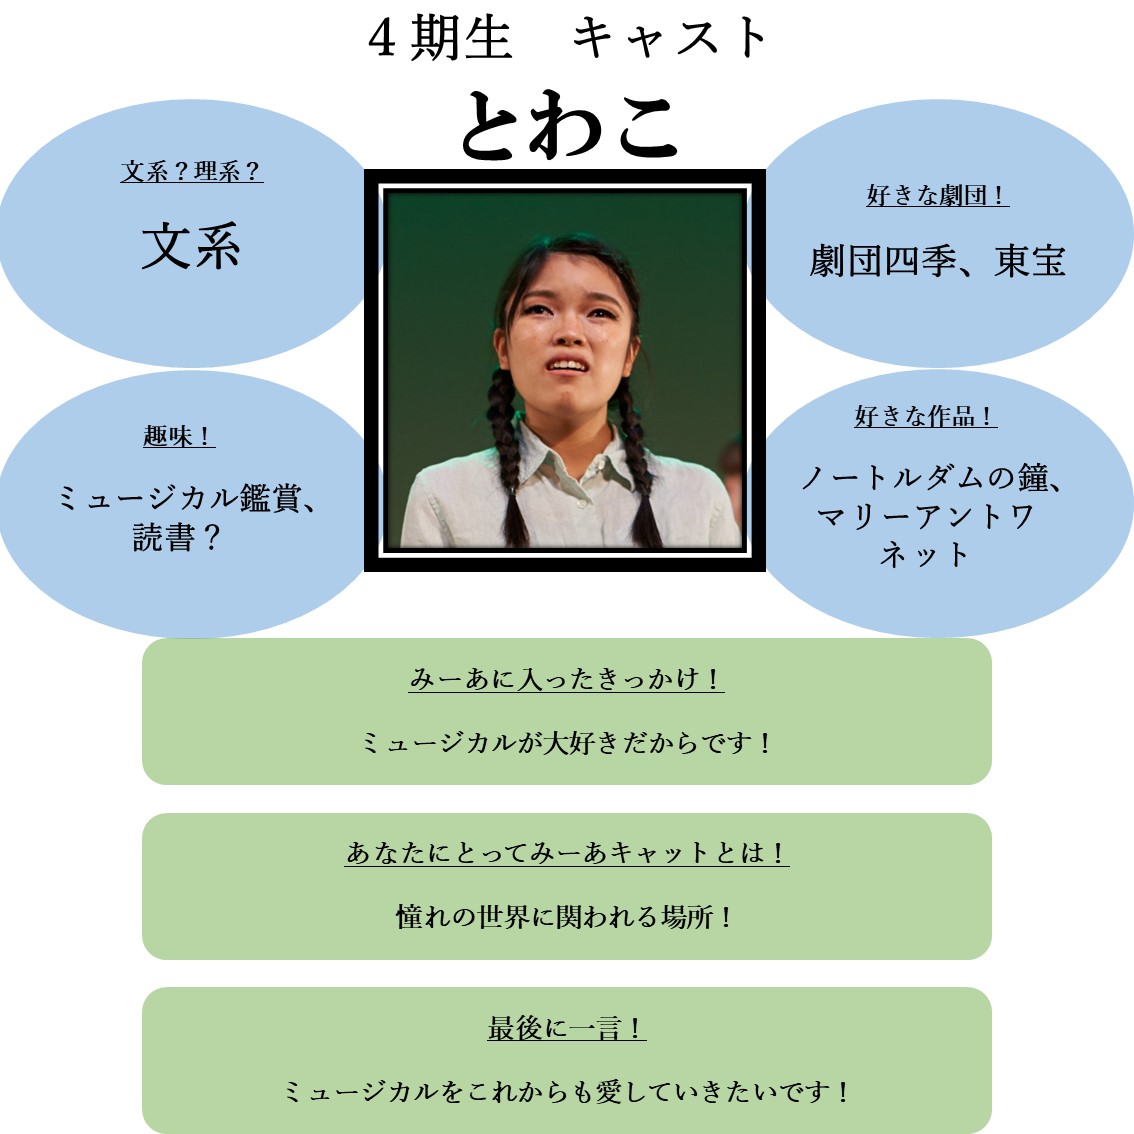 ４期生　キャスト
とわこ
文系？理系？
文系
好きな劇団！
劇団四季、東宝
趣味！
ミュージカル鑑賞、
読書？
好きな作品！
ノートルダムの鐘、
マリーアントワ
ネット
みーあに入ったきっかけ！
ミュージカルが大好きだからです！
あなたにとってみーあキャットとは！
憧れの世界に関われる場所！
最後に一言！
ミュージカルをこれからも愛していきたいです！